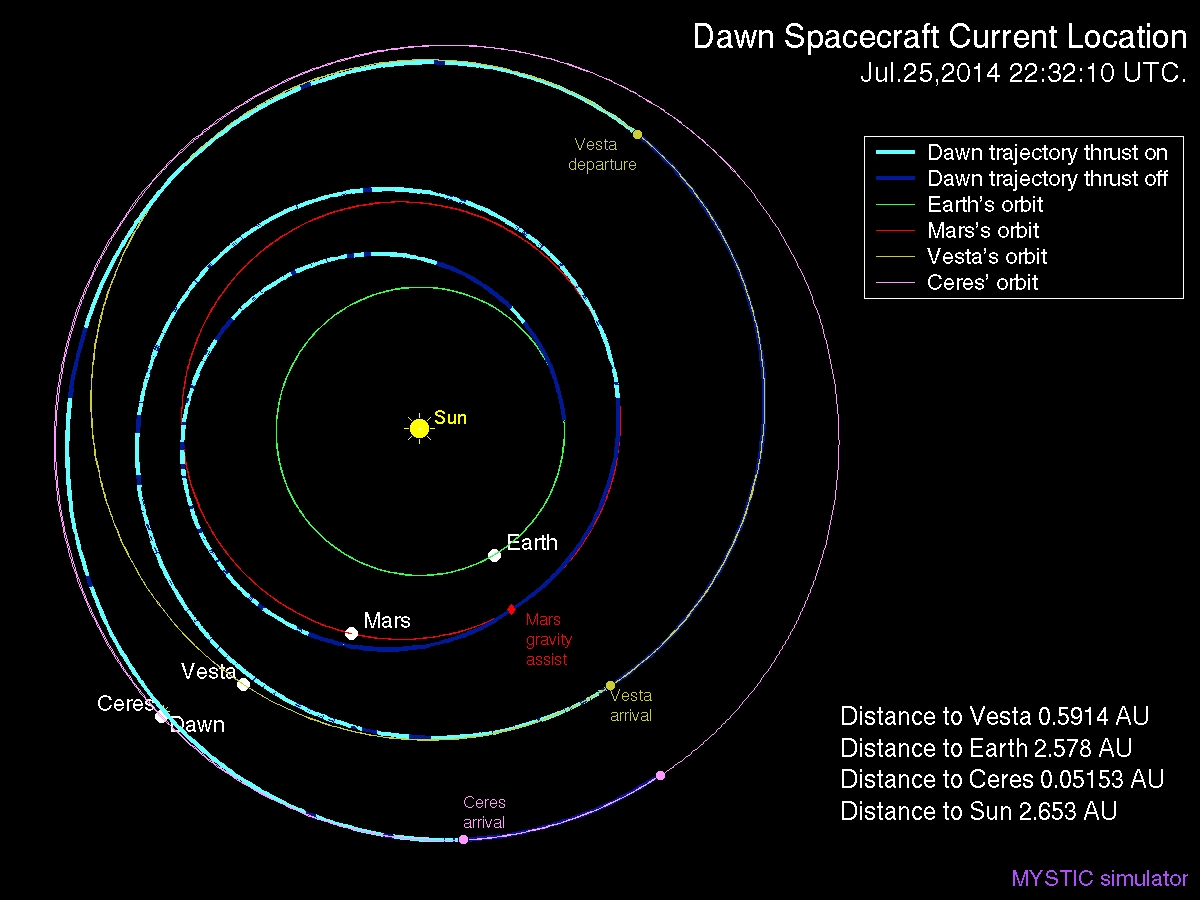 Dawn Spacecraft Current Location
Jul.25,2014 22:32:10 UTC.
Dawn trajectory thrust on
Dawn trajectory thrust off
Earth's orbit
Mars's orbit
Vesta's orbit
Ceres' orbit
Vesta
departure
Sun
Earth
Mars
Mars
gravity
assist
Vesta
Vesta
arrival
Ceres
Dawn
Ceres
arrival
Distance to Vesta 0.5914 AU
Distance to Earth 2.578 AU
Distance to Ceres 0.05153 AU
Distance to Sun 2.653 AU
MYSTIC simulator